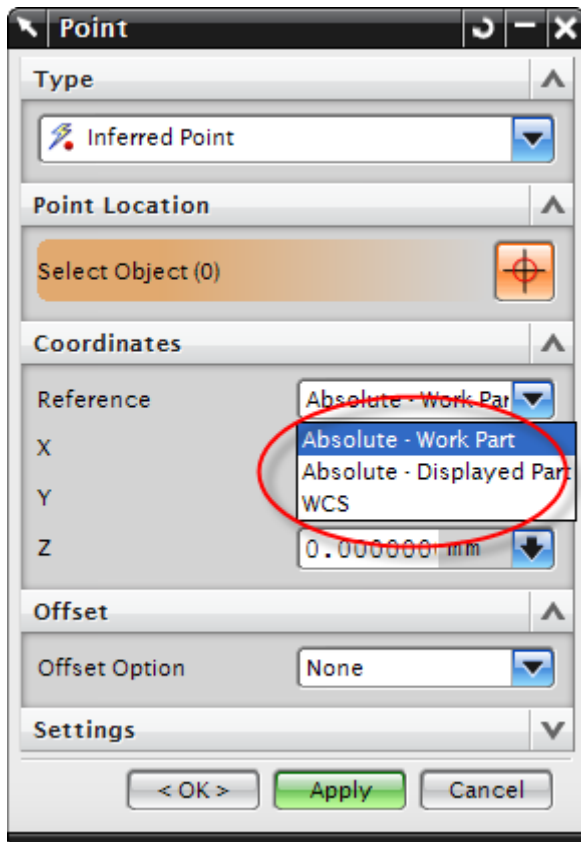 Point
Type
Inferred Point
Point Location
Select Object (0)
Coordinates
Reference Absolute - Work Par
X Absolute - Work Part
Absolute - Displayed Part
Y WCS
Z 0.000000 mm
Offset
Offset Option None
Settings
< OK > Apply Cancel